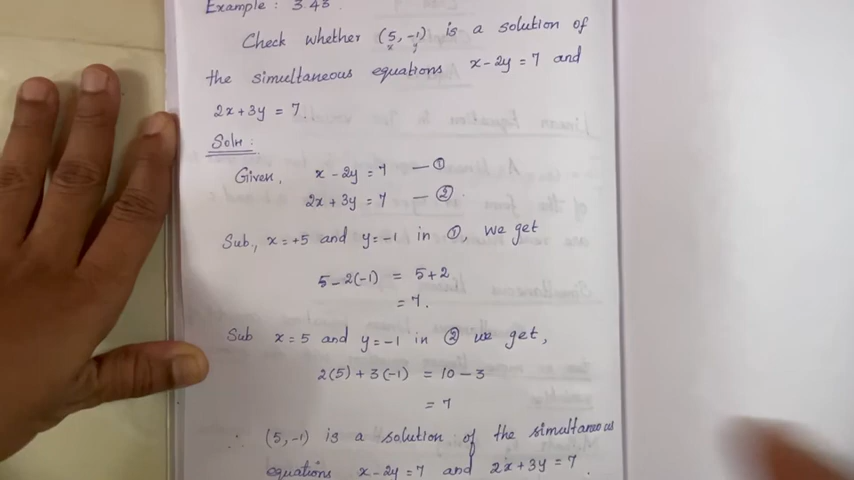 Example : 3.43.
Check whether (5, -1) is a solution of
x y
the simultaneous equations x - 2y = 7 and
2x + 3y = 7.
Soln :
Given, x - 2y = 7 — ①
2x + 3y = 7 — ②.
Sub, x = +5 and y = -1 in ①, we get
5 - 2(-1) = 5 + 2
= 7.
Sub x = 5 and y = -1 in ② we get,
2(5) + 3(-1) = 10 - 3
= 7
∴ (5, -1) is a solution of the simultaneous
equations x - 2y = 7 and 2x + 3y = 7.